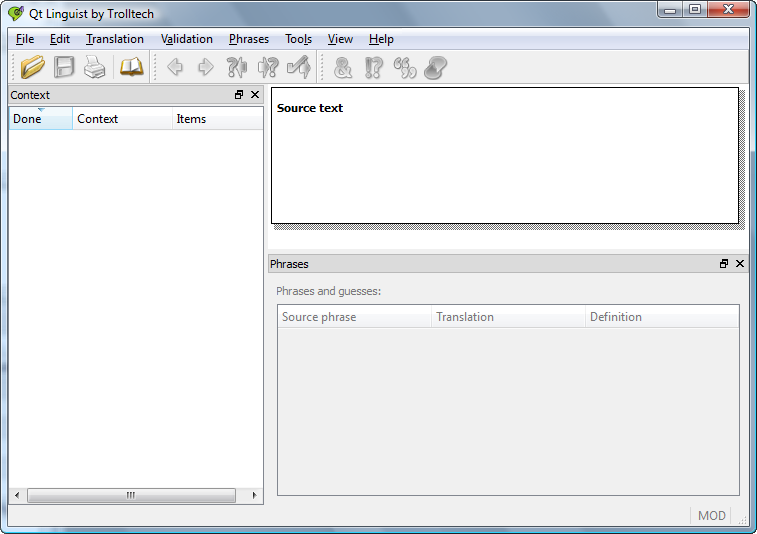 Qt Linguist by Trolltech
File Edit Translation Validation Phrases Tools View Help
Context
Done Context Items
Source text
Phrases
Phrases and guesses:
Source phrase Translation Definition
MOD